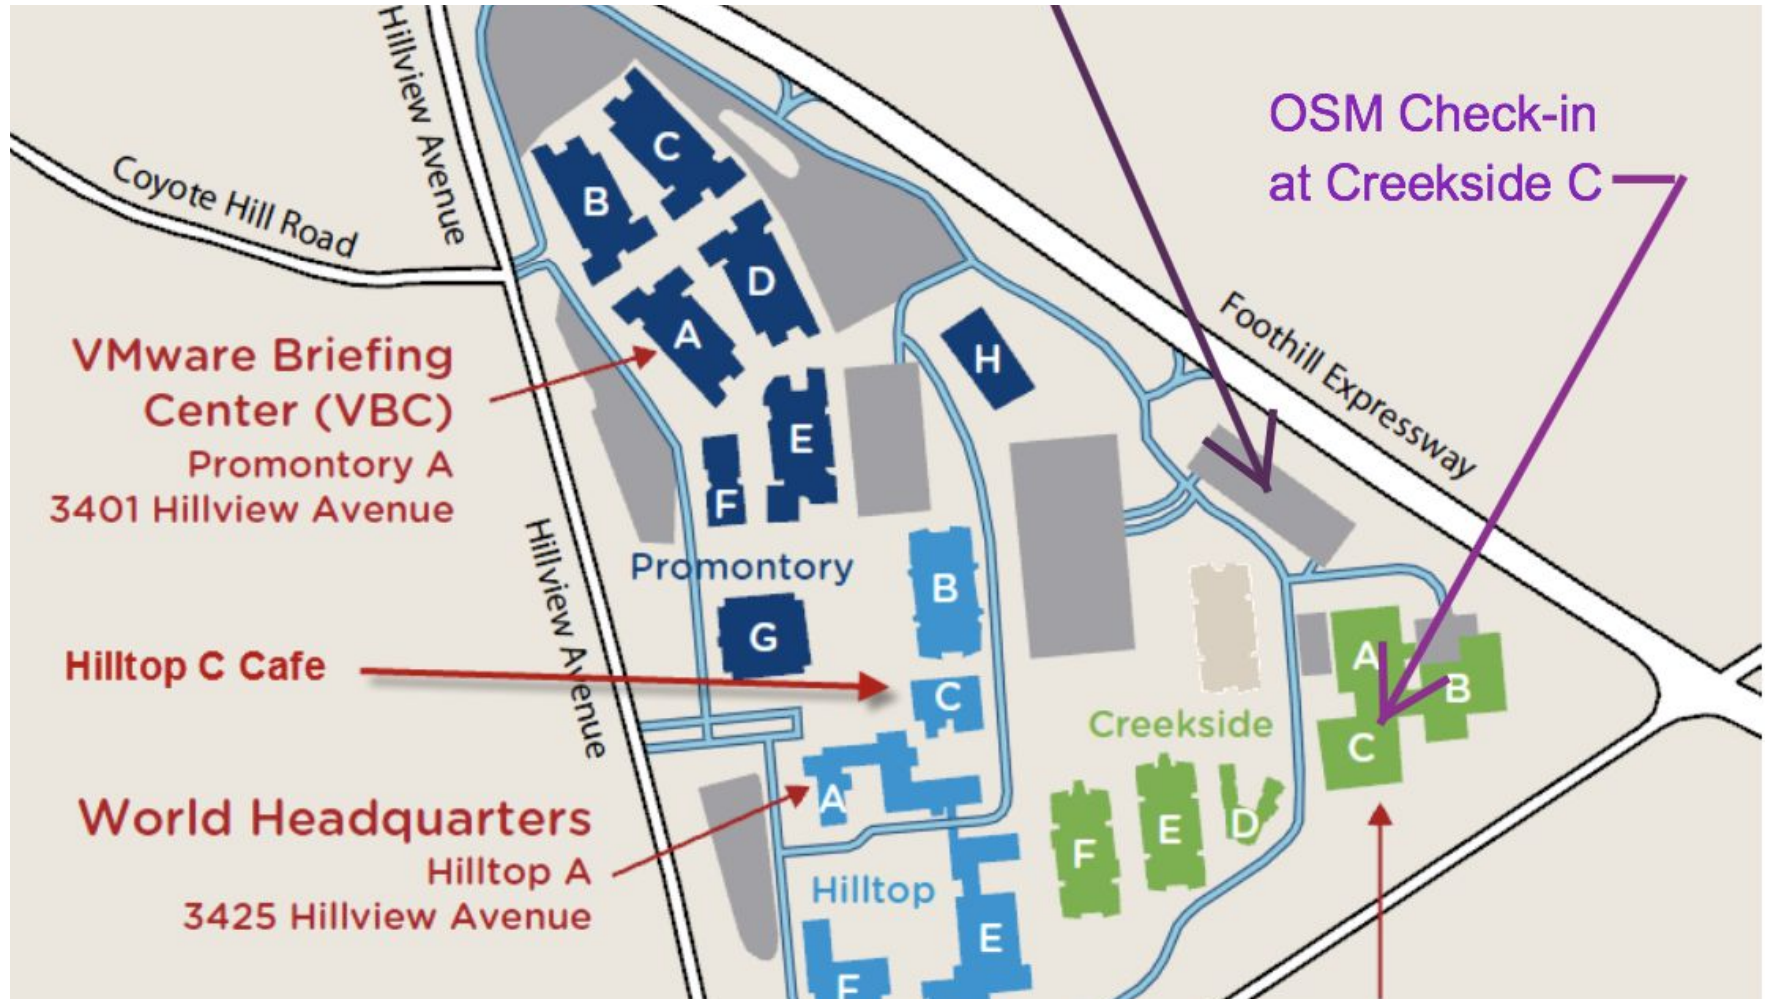 Hillview Avenue
Coyote Hill Road
OSM Check-in
at Creekside C
C
B
D
A
H
Foothill Expressway
VMware Briefing
Center (VBC)
Promontory A
3401 Hillview Avenue
E
F
Promontory
Hillview Avenue
B
G
Hilltop C Cafe
C
A
B
C
Creekside
A
World Headquarters
Hilltop A
3425 Hillview Avenue
D
E
F
Hilltop
E